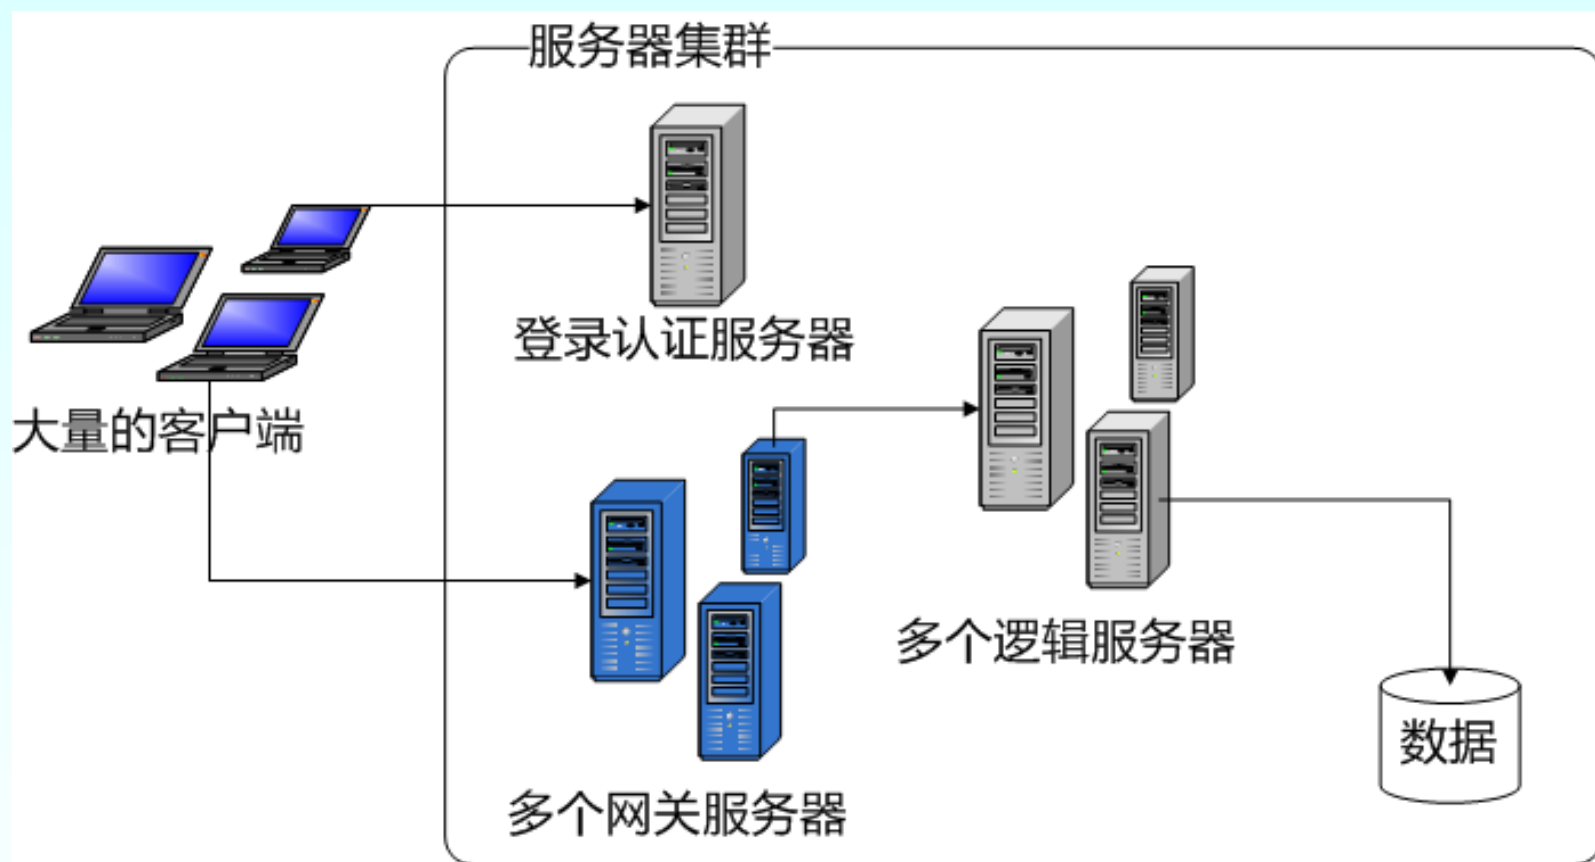 服务器集群
登录认证服务器
大量的客户端
多个逻辑服务器
数据
多个网关服务器